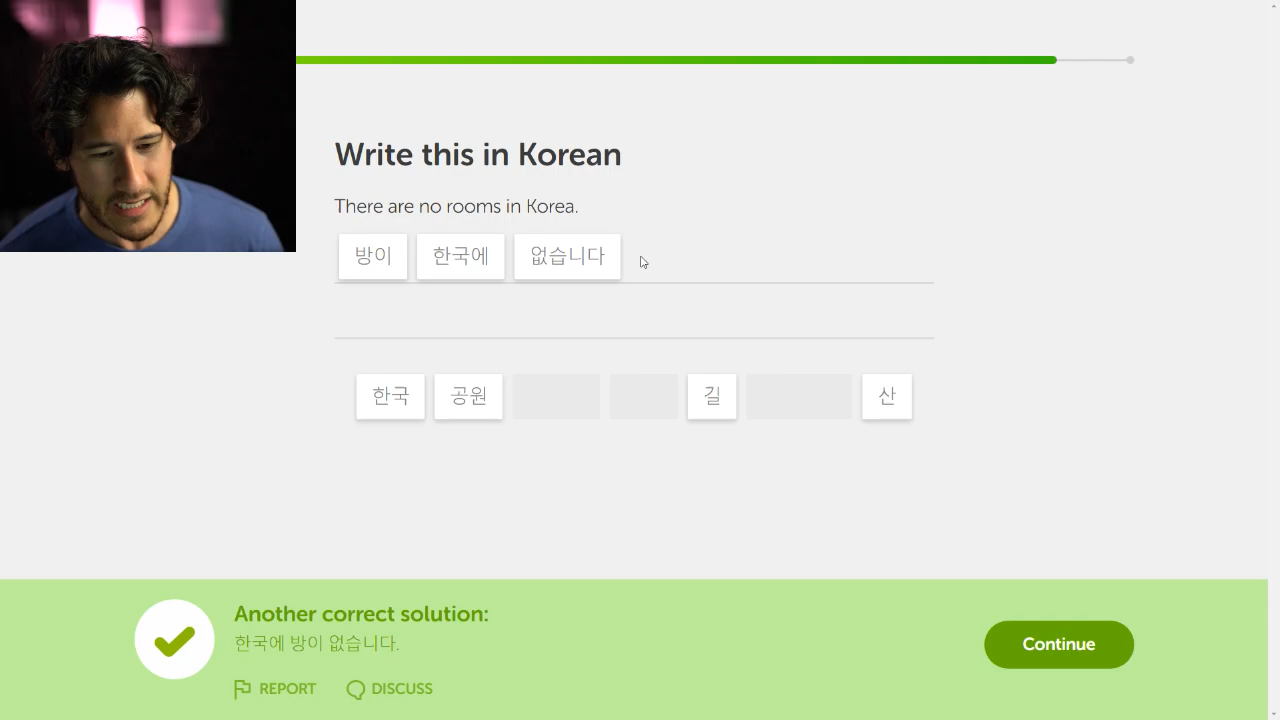 Write this in Korean
There are no rooms in Korea.
방이 한국에 없습니다
한국 공원 길 산
Another correct solution:
한국에 방이 없습니다.
REPORT DISCUSS
Continue